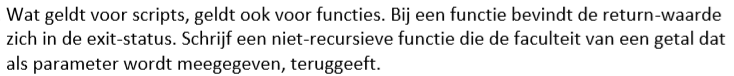 Wat geldt voor scripts, geldt ook voor functies. Bij een functie bevindt de return-waarde
zich in de exit-status. Schrijf een niet-recursieve functie die de faculteit van een getal dat
als parameter wordt meegegeven, teruggeeft.